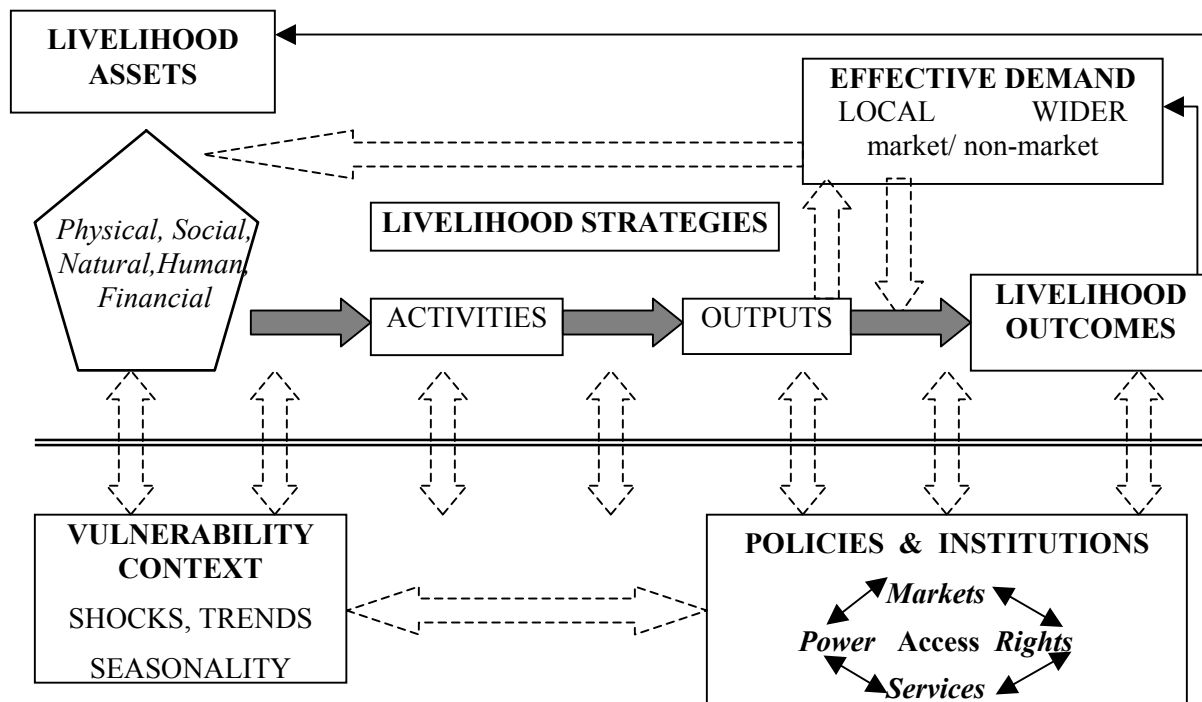 LIVELIHOOD
ASSETS
EFFECTIVE DEMAND
LOCAL WIDER
market/ non-market
LIVELIHOOD STRATEGIES
Physical, Social,
Natural,Human,
Financial
ACTIVITIES
OUTPUTS
LIVELIHOOD
OUTCOMES
VULNERABILITY
CONTEXT
SHOCKS, TRENDS
SEASONALITY
POLICIES & INSTITUTIONS
Markets
Power Access Rights
Services